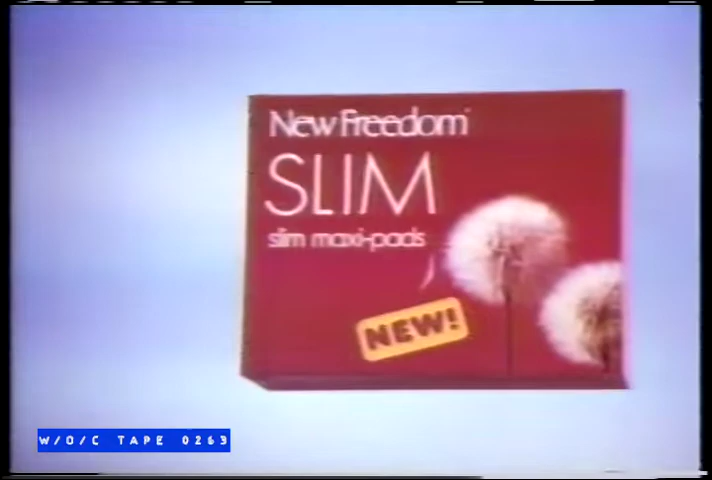 New Freedom
SLIM
slim maxi-pads
NEW!
W/O/C TAPE 0263